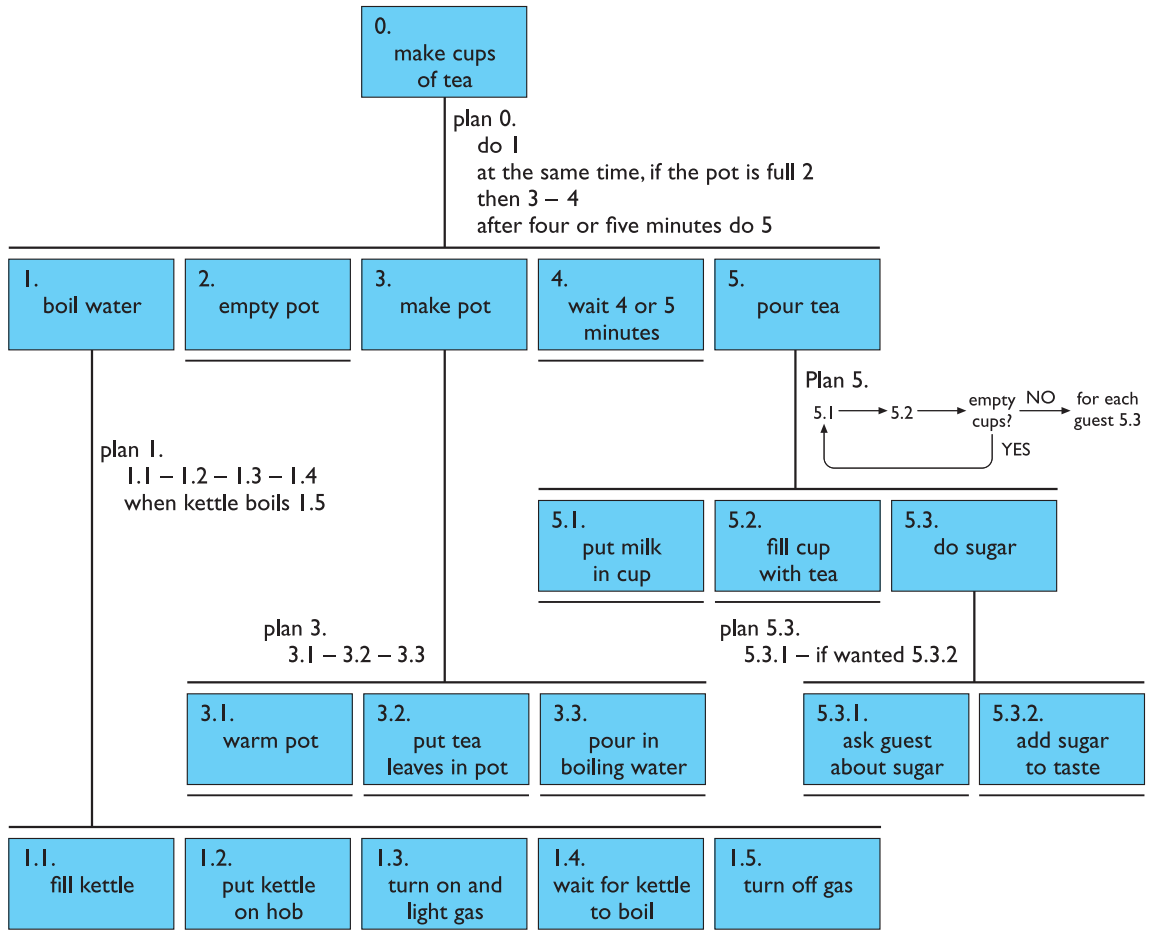 0.
make cups
of tea
plan 0.
do 1
at the same time, if the pot is full 2
then 3 – 4
after four or five minutes do 5
1.
boil water
2.
empty pot
3.
make pot
4.
wait 4 or 5
minutes
5.
pour tea
Plan 5.
5.1
5.2
empty
cups?
NO
for each
guest 5.3
YES
plan 1.
1.1 – 1.2 – 1.3 – 1.4
when kettle boils 1.5
5.1.
put milk
in cup
5.2.
fill cup
with tea
5.3.
do sugar
plan 3.
3.1 – 3.2 – 3.3
plan 5.3.
5.3.1 – if wanted 5.3.2
3.1.
warm pot
3.2.
put tea
leaves in pot
3.3.
pour in
boiling water
5.3.1.
ask guest
about sugar
5.3.2.
add sugar
to taste
1.1.
fill kettle
1.2.
put kettle
on hob
1.3.
turn on and
light gas
1.4.
wait for kettle
to boil
1.5.
turn off gas